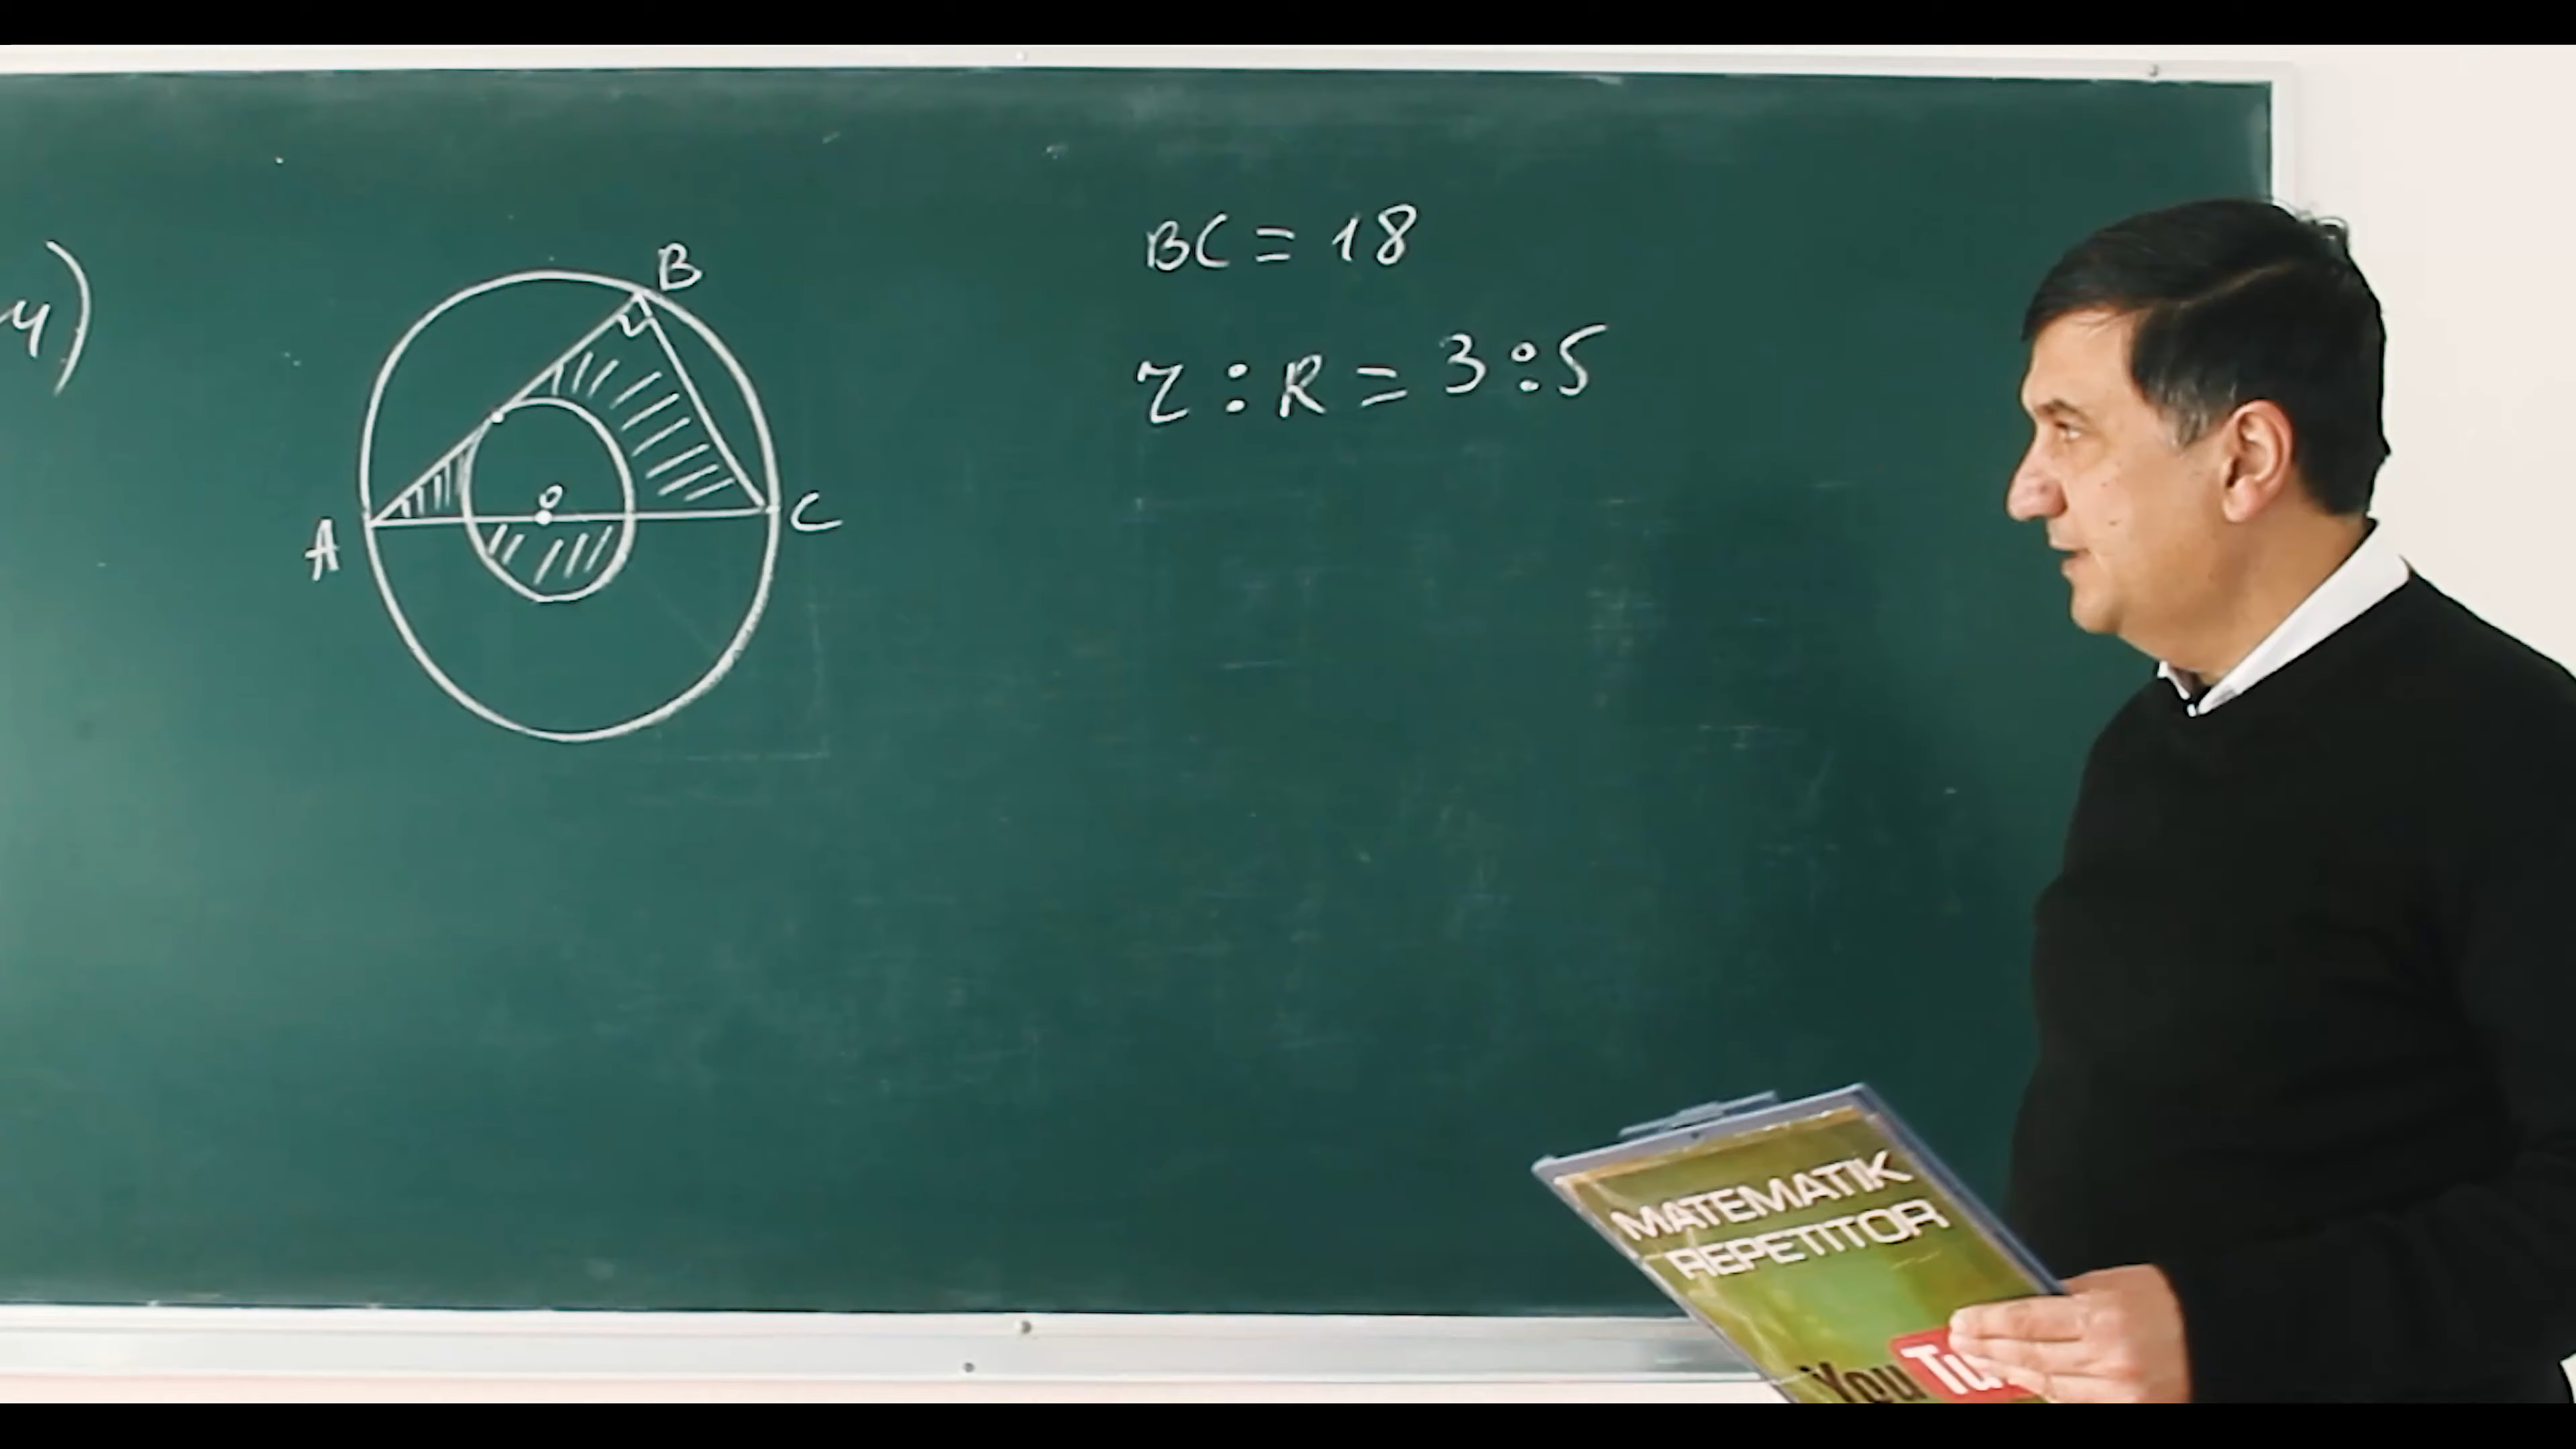 4)
B
A
O
C
BC = 18
r : R = 3 : 5
MATEMATIK
REPETITOR
You Tu